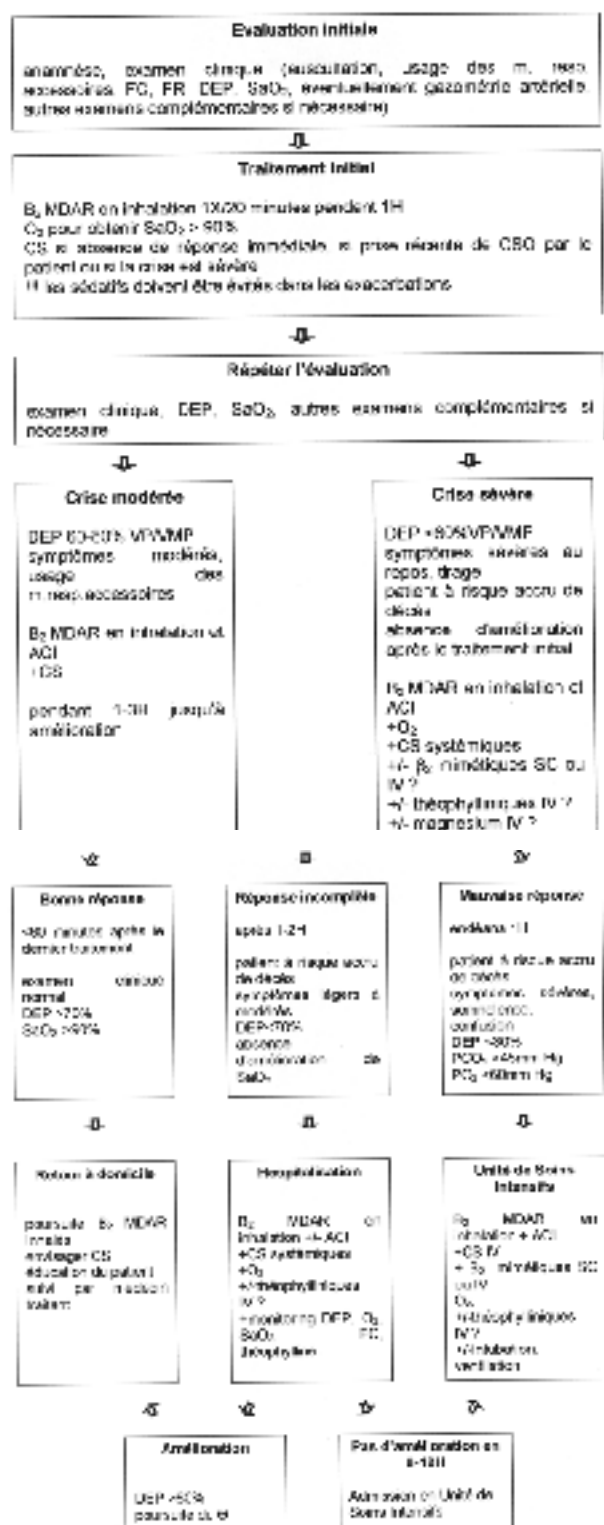 Evaluation initiale
anamnèse, examen clinique (auscultation, usage des m. resp.
accessoires, FC, FR, DEP, SaO₂, éventuellement gazométrie artérielle,
autres examens complémentaires si nécessaire)
Traitement initial
B₂ MDAR en inhalation 1X/20 minutes pendant 1H
O₂ pour obtenir SaO₂ > 90%
CS si absence de réponse immédiate, si prise récente de CSO par le
patient ou si la crise est sévère
les sédatifs doivent être évités dans les exacerbations
Répéter l'évaluation
examen clinique, DEP, SaO₂, autres examens complémentaires si
nécessaire
Crise modérée
DEP 60-80% VP/VMP
symptômes modérés,
usage des
m.resp.accessoires
B₂ MDAR en inhalation et
ACI
+CS
pendant 1-3H jusqu'à
amélioration
Crise sévère
DEP VP/VMP
symptômes sévères au
repos, tirage
patient à risque accru de
décès
absence d'amélioration
après le traitement initial
B₂ MDAR en inhalation et
ACI
+O₂
+CS systémiques
+/- β₂ mimétiques SC ou
IV ?
+/- théophylliniques IV ?
+/- magnesium IV ?
Bonne réponse
minutes après le
dernier traitement
examen clinique
normal
DEP >70%
SaO₂ >90%
Réponse incomplète
après 1-2H
patient à risque accru
de décès
symptômes légers à
modérés
DEP<70%
absence
d'amélioration de
SaO₂
Mauvaise réponse
endéans
patient à risque accru
de décès
symptômes sévères,
somnolence,
confusion
DEP
PCO₂ 45mm Hg
PO₂ <60mm Hg
Retour à domicile
poursuite B₂ MDAR
inhalés
envisager CS
éducation du patient
suivi par médecin
traitant
Hospitalisation
B₂ MDAR en
inhalation +/- ACI
+CS systémiques
+O₂
+/-théophylliniques
IV ?
+monitoring DEP, O₂,
SaO₂, FC,
théophylline
Unité de Soins
Intensifs
B₂ MDAR en
inhalation + ACI
+CS IV
+ B₂ mimétiques SC
ou IV
O₂
+/-théophylliniques
IV ?
+/-intubation,
ventilation
Amélioration
DEP
poursuite du
Pas d'amélioration en
Admission en Unité de
Soins Intensifs